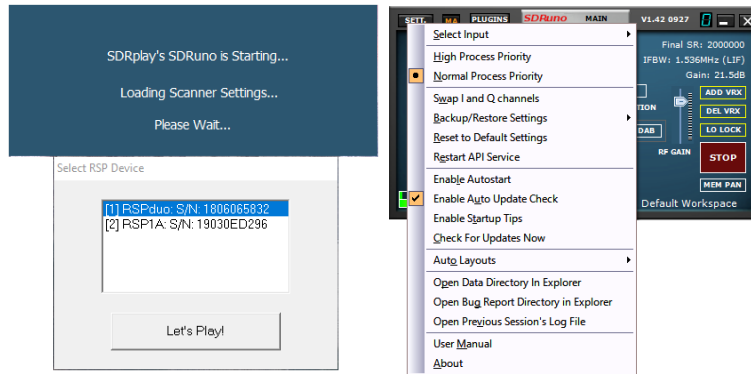 SDRplay's SDRuno is Starting...
Loading Scanner Settings...
Please Wait...
Select RSP Device
[1] RSPduo: S/N: 1806065832
[2] RSP1A: S/N: 19030ED296
Let's Play!
SETT. MA PLUGINS SDRuno MAIN V1.42 0927
Select Input
High Process Priority
Normal Process Priority
Swap I and Q channels
Backup/Restore Settings
Reset to Default Settings
Restart API Service
Enable Autostart
Enable Auto Update Check
Enable Startup Tips
Check For Updates Now
Auto Layouts
Open Data Directory In Explorer
Open Bug Report Directory in Explorer
Open Previous Session's Log File
User Manual
About
Final SR: 2000000
IFBW: 1.536MHz (LIF)
Gain: 21.5dB
ADD VRX
TION
DEL VRX
DAB
LO LOCK
RF GAIN
STOP
MEM PAN
Default Workspace